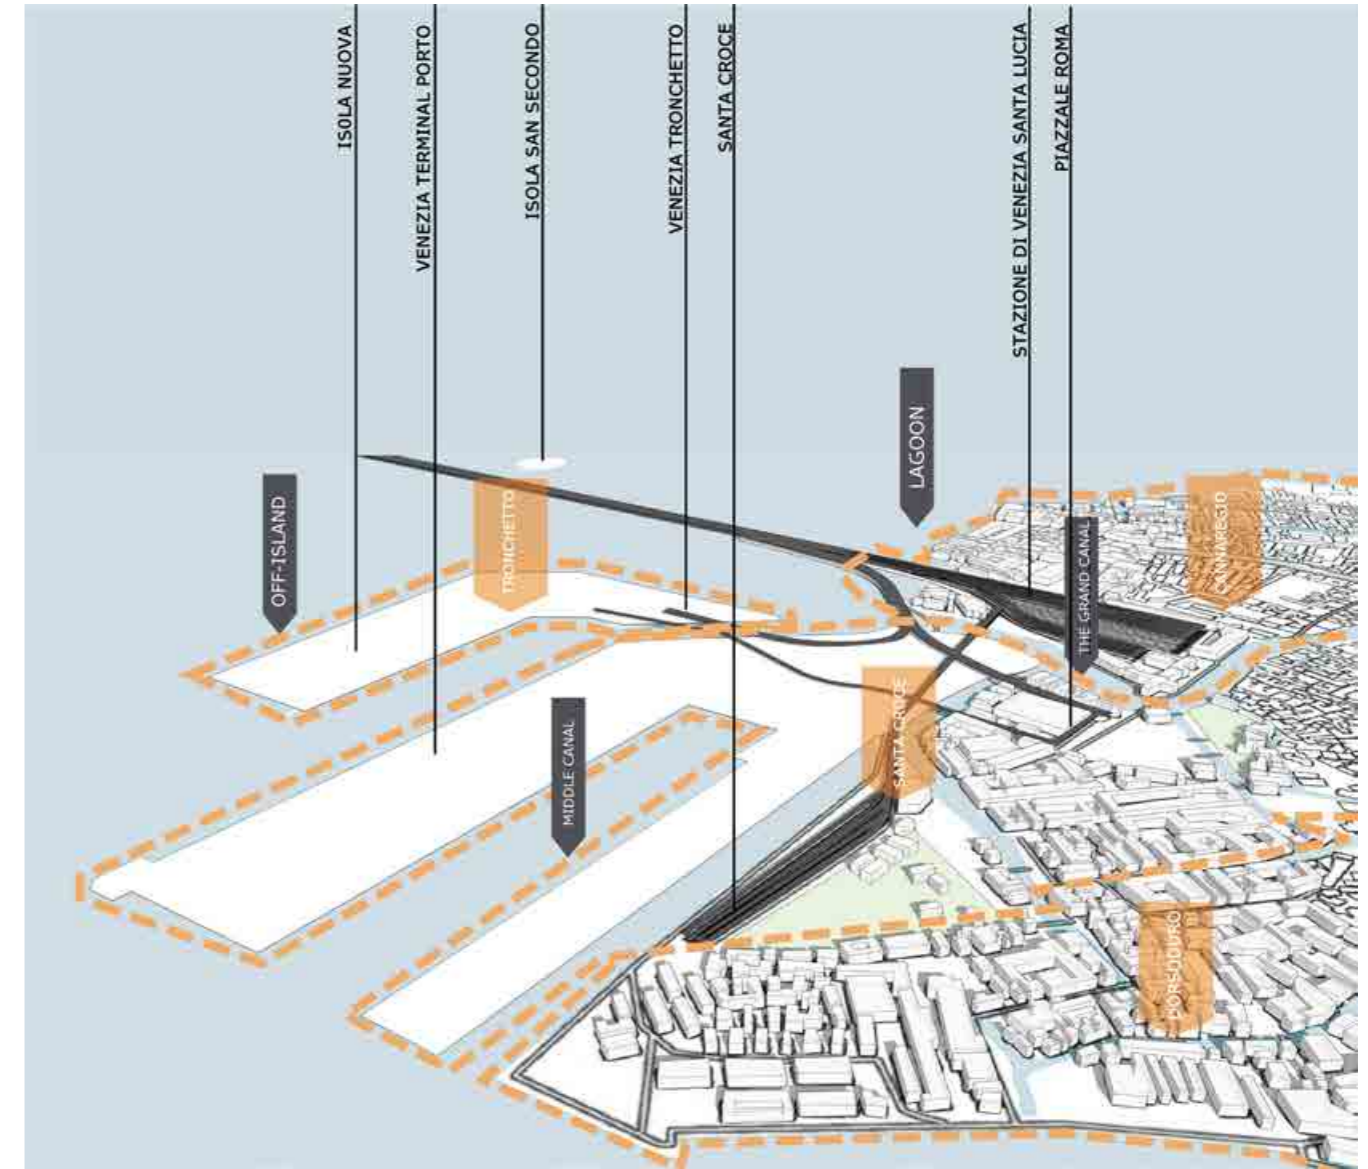 ISOLA NUOVA
VENEZIA TERMINAL PORTO
ISOLA SAN SECONDO
VENEZIA TRONCHETTO
SANTA CROCE
STAZIONE DI VENEZIA SANTA LUCIA
PIAZZALE ROMA
OFF-ISLAND
TRONCHETTO
LAGOON
THE GRAND CANAL
CANNAREGIO
MIDDLE CANAL
SANTA CROCE
DORSODURO